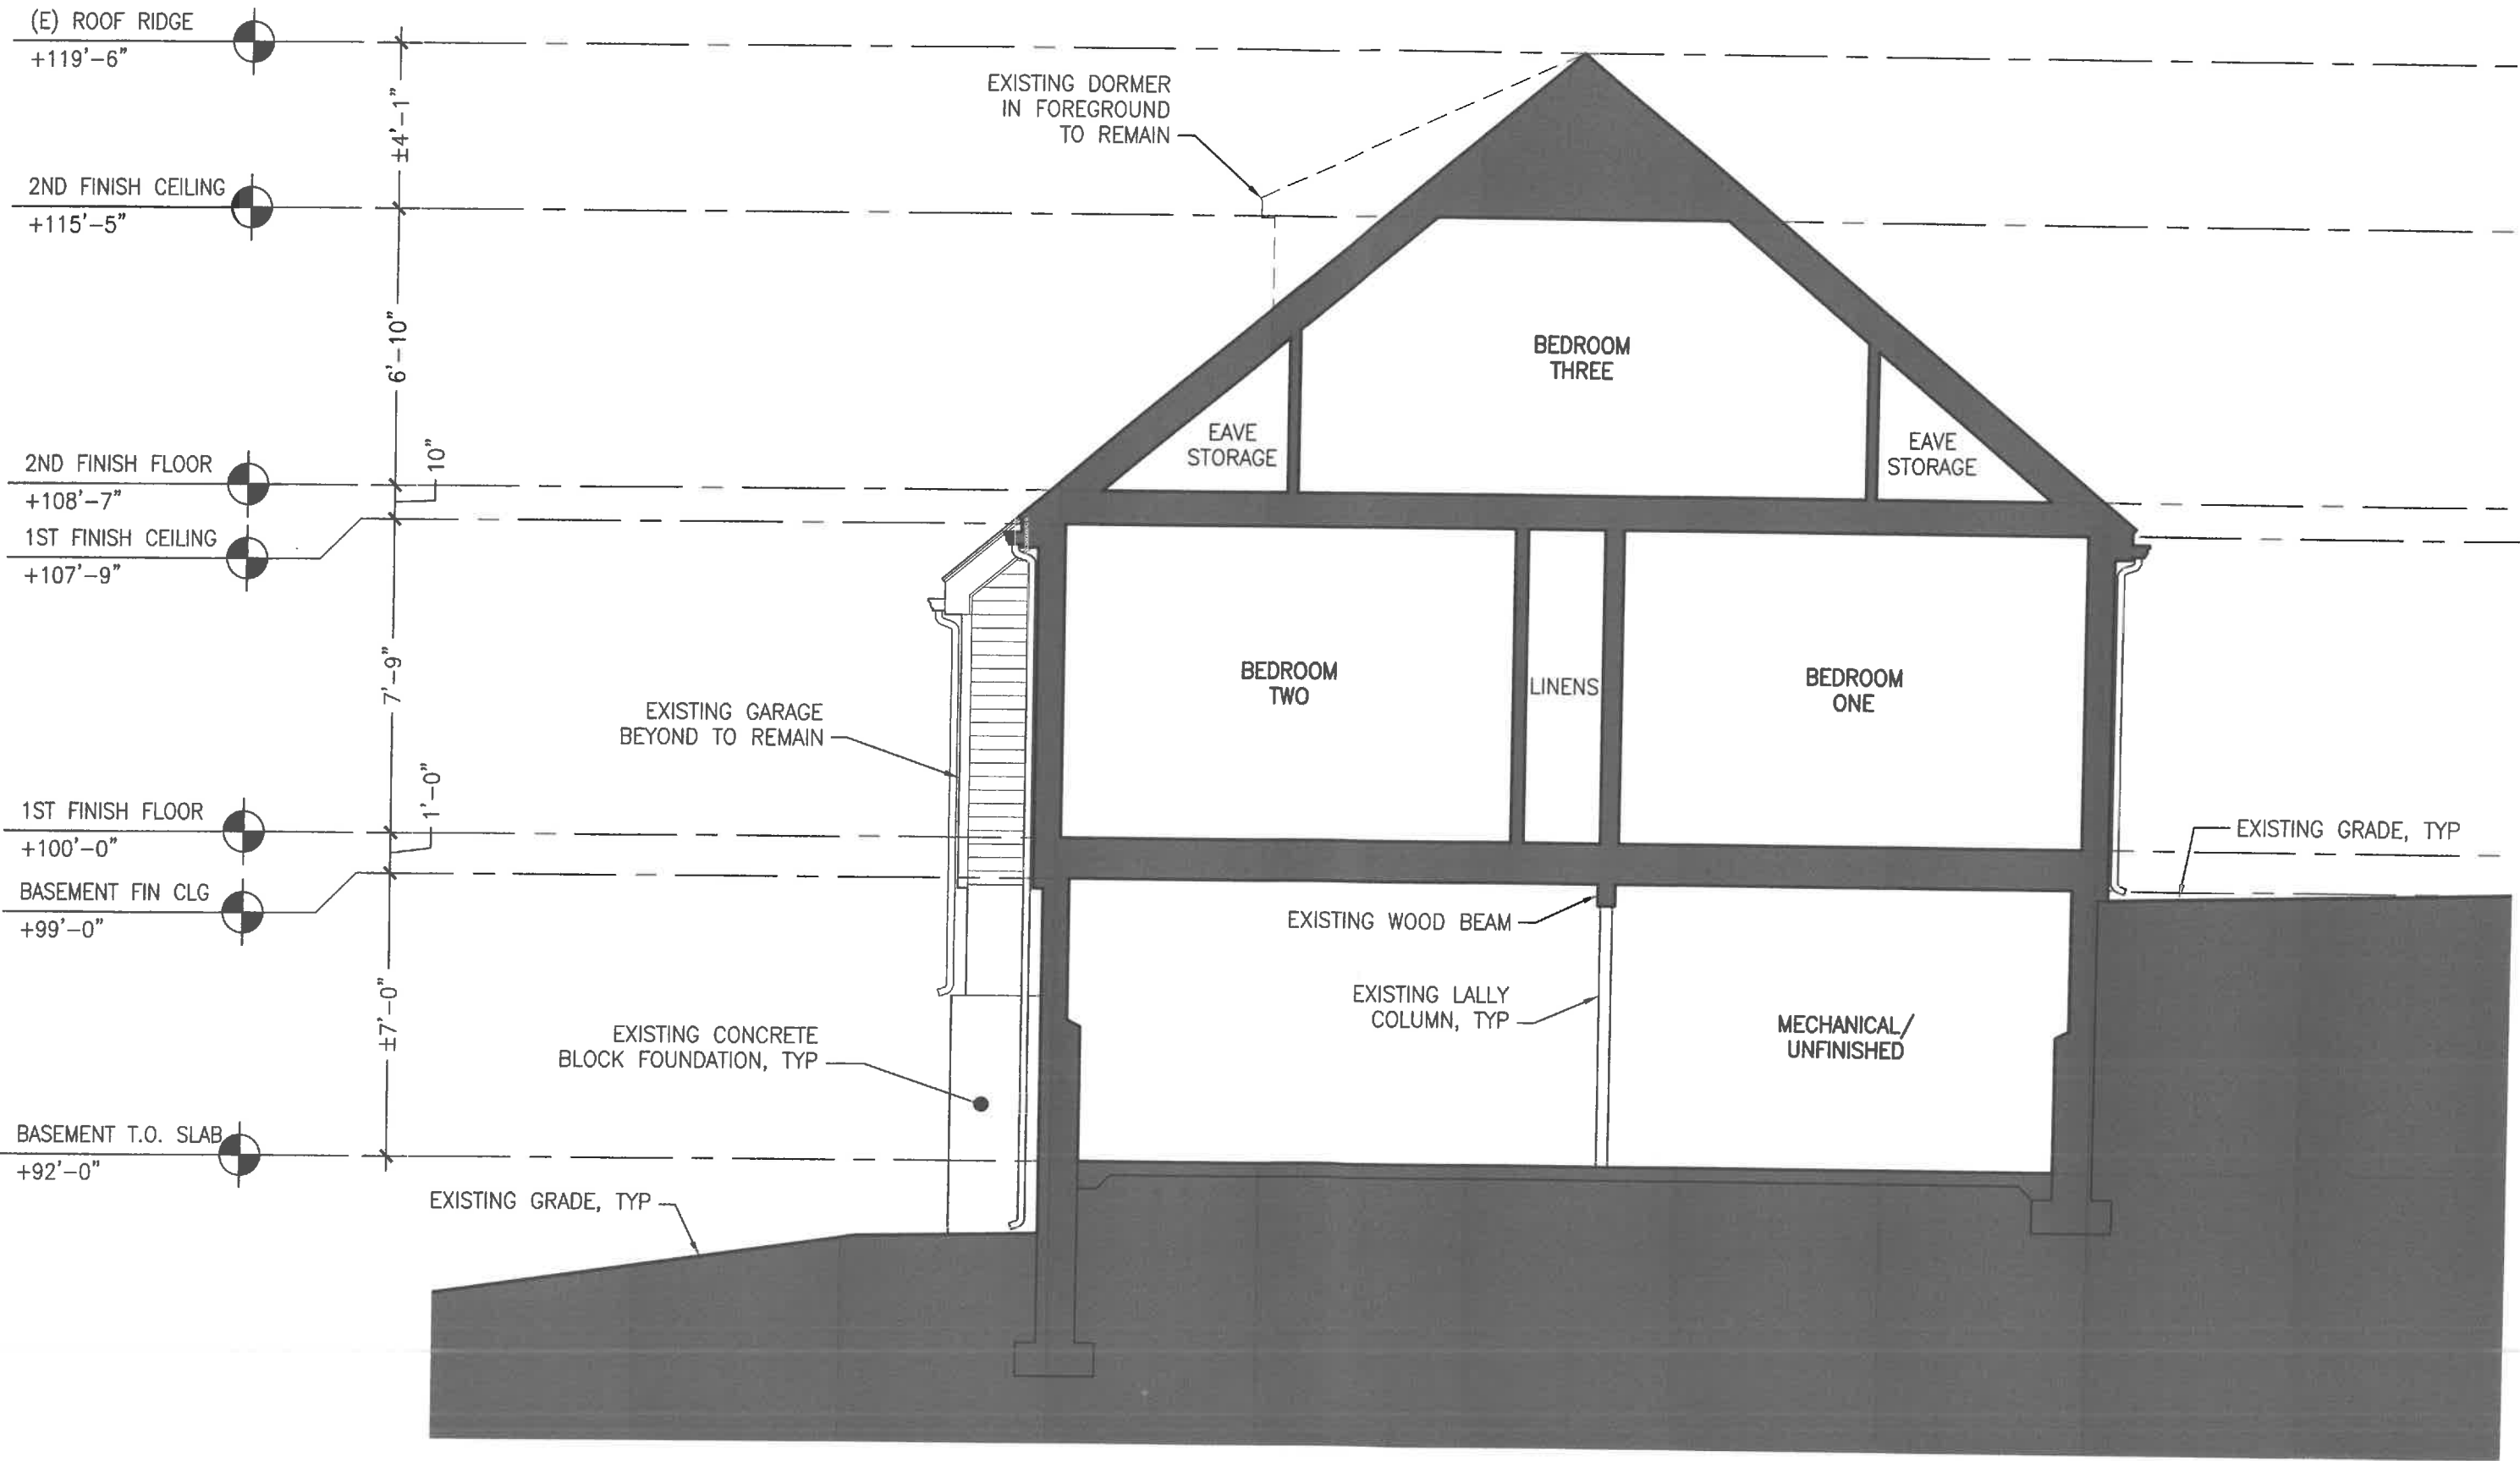 (E) ROOF RIDGE
+119'-6"
±4'-1"
2ND FINISH CEILING
+115'-5"
6'-10"
2ND FINISH FLOOR
+108'-7"
10"
1ST FINISH CEILING
+107'-9"
7'-9"
1ST FINISH FLOOR
+100'-0"
1'-0"
BASEMENT FIN CLG
+99'-0"
±7'-0"
BASEMENT T.O. SLAB
+92'-0"
EXISTING DORMER
IN FOREGROUND
TO REMAIN
BEDROOM
THREE
EAVE
STORAGE
EAVE
STORAGE
BEDROOM
TWO
LINENS
BEDROOM
ONE
EXISTING GARAGE
BEYOND TO REMAIN
EXISTING GRADE, TYP
EXISTING WOOD BEAM
EXISTING LALLY
COLUMN, TYP
MECHANICAL/
UNFINISHED
EXISTING CONCRETE
BLOCK FOUNDATION, TYP
EXISTING GRADE, TYP